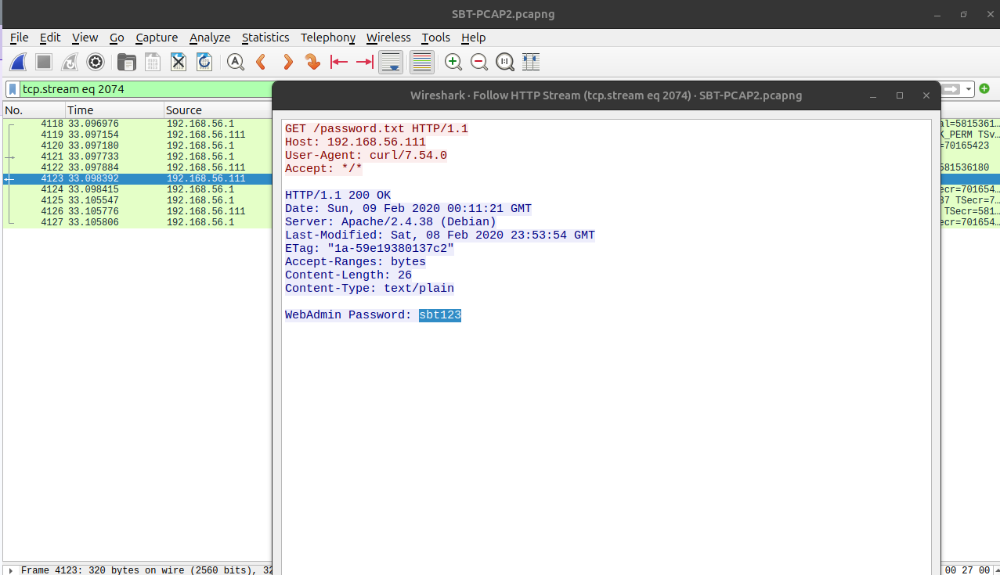 SBT-PCAP2.pcapng
File Edit View Go Capture Analyze Statistics Telephony Wireless Tools Help
tcp.stream eq 2074
No. Time Source
4118 33.096976 192.168.56.1
4119 33.097154 192.168.56.111
4120 33.097180 192.168.56.1
4121 33.097733 192.168.56.1
4122 33.097884 192.168.56.111
4123 33.098392 192.168.56.111
4124 33.098415 192.168.56.1
4125 33.105547 192.168.56.1
4126 33.105776 192.168.56.111
4127 33.105806 192.168.56.1
al=5815361…
K_PERM TSv…
=70165423
581536180
ecr=701654…
87 TSecr=7…
TSecr=581…
ecr=701654…
Wireshark · Follow HTTP Stream (tcp.stream eq 2074) · SBT-PCAP2.pcapng
GET /password.txt HTTP/1.1
Host: 192.168.56.111
User-Agent: curl/7.54.0
Accept: */*
HTTP/1.1 200 OK
Date: Sun, 09 Feb 2020 00:11:21 GMT
Server: Apache/2.4.38 (Debian)
Last-Modified: Sat, 08 Feb 2020 23:53:54 GMT
ETag: "1a-59e19380137c2"
Accept-Ranges: bytes
Content-Length: 26
Content-Type: text/plain
WebAdmin Password: sbt123
Frame 4123: 320 bytes on wire (2560 bits), 32
00 27 00